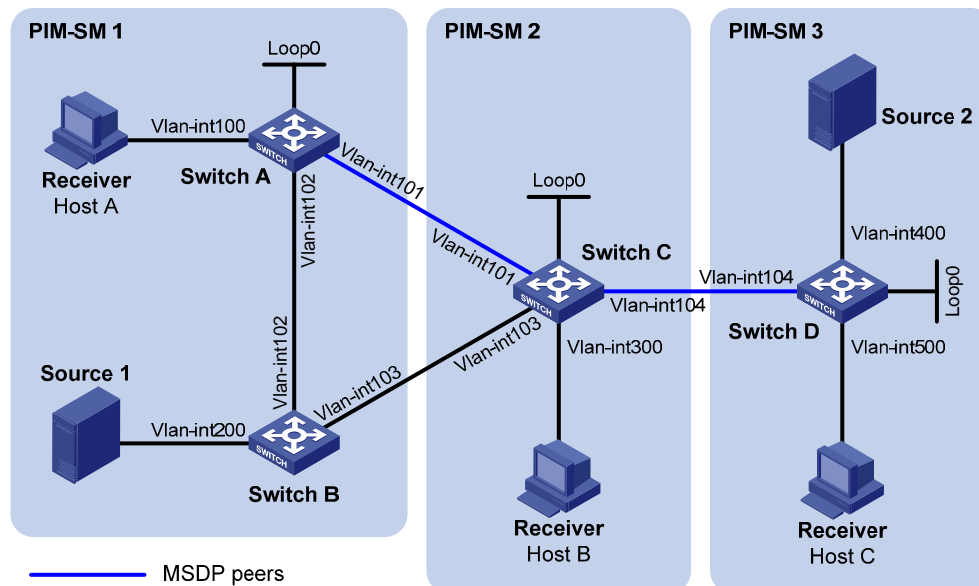 PIM-SM 1
PIM-SM 2
PIM-SM 3
Loop0
Vlan-int100
Receiver
Host A
Switch A
Vlan-int101
Vlan-int102
Vlan-int101
Loop0
Switch C
Source 2
Vlan-int400
Vlan-int104
Vlan-int104
Loop0
Switch D
Vlan-int500
Vlan-int300
Vlan-int102
Vlan-int103
Vlan-int103
Source 1
Vlan-int200
Switch B
Receiver
Host B
Receiver
Host C
SWITCH
SWITCH
SWITCH
SWITCH
MSDP peers